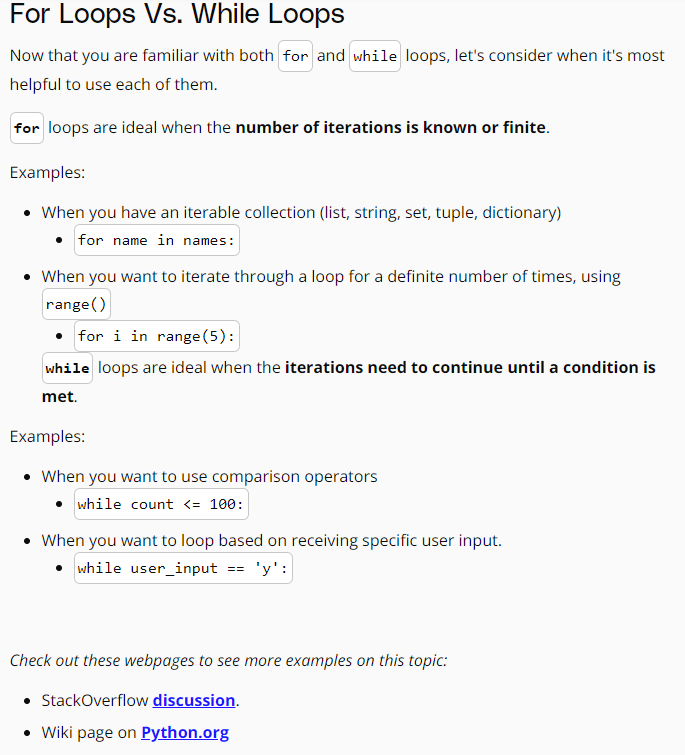 For Loops Vs. While Loops
Now that you are familiar with both for and while loops, let's consider when it's most
helpful to use each of them.
for loops are ideal when the number of iterations is known or finite.
Examples:
• When you have an iterable collection (list, string, set, tuple, dictionary)
• for name in names:
• When you want to iterate through a loop for a definite number of times, using
range()
• for i in range(5):
while loops are ideal when the iterations need to continue until a condition is
met.
Examples:
• When you want to use comparison operators
• while count <= 100:
• When you want to loop based on receiving specific user input.
• while user_input == 'y':
Check out these webpages to see more examples on this topic:
• StackOverflow discussion.
• Wiki page on Python.org